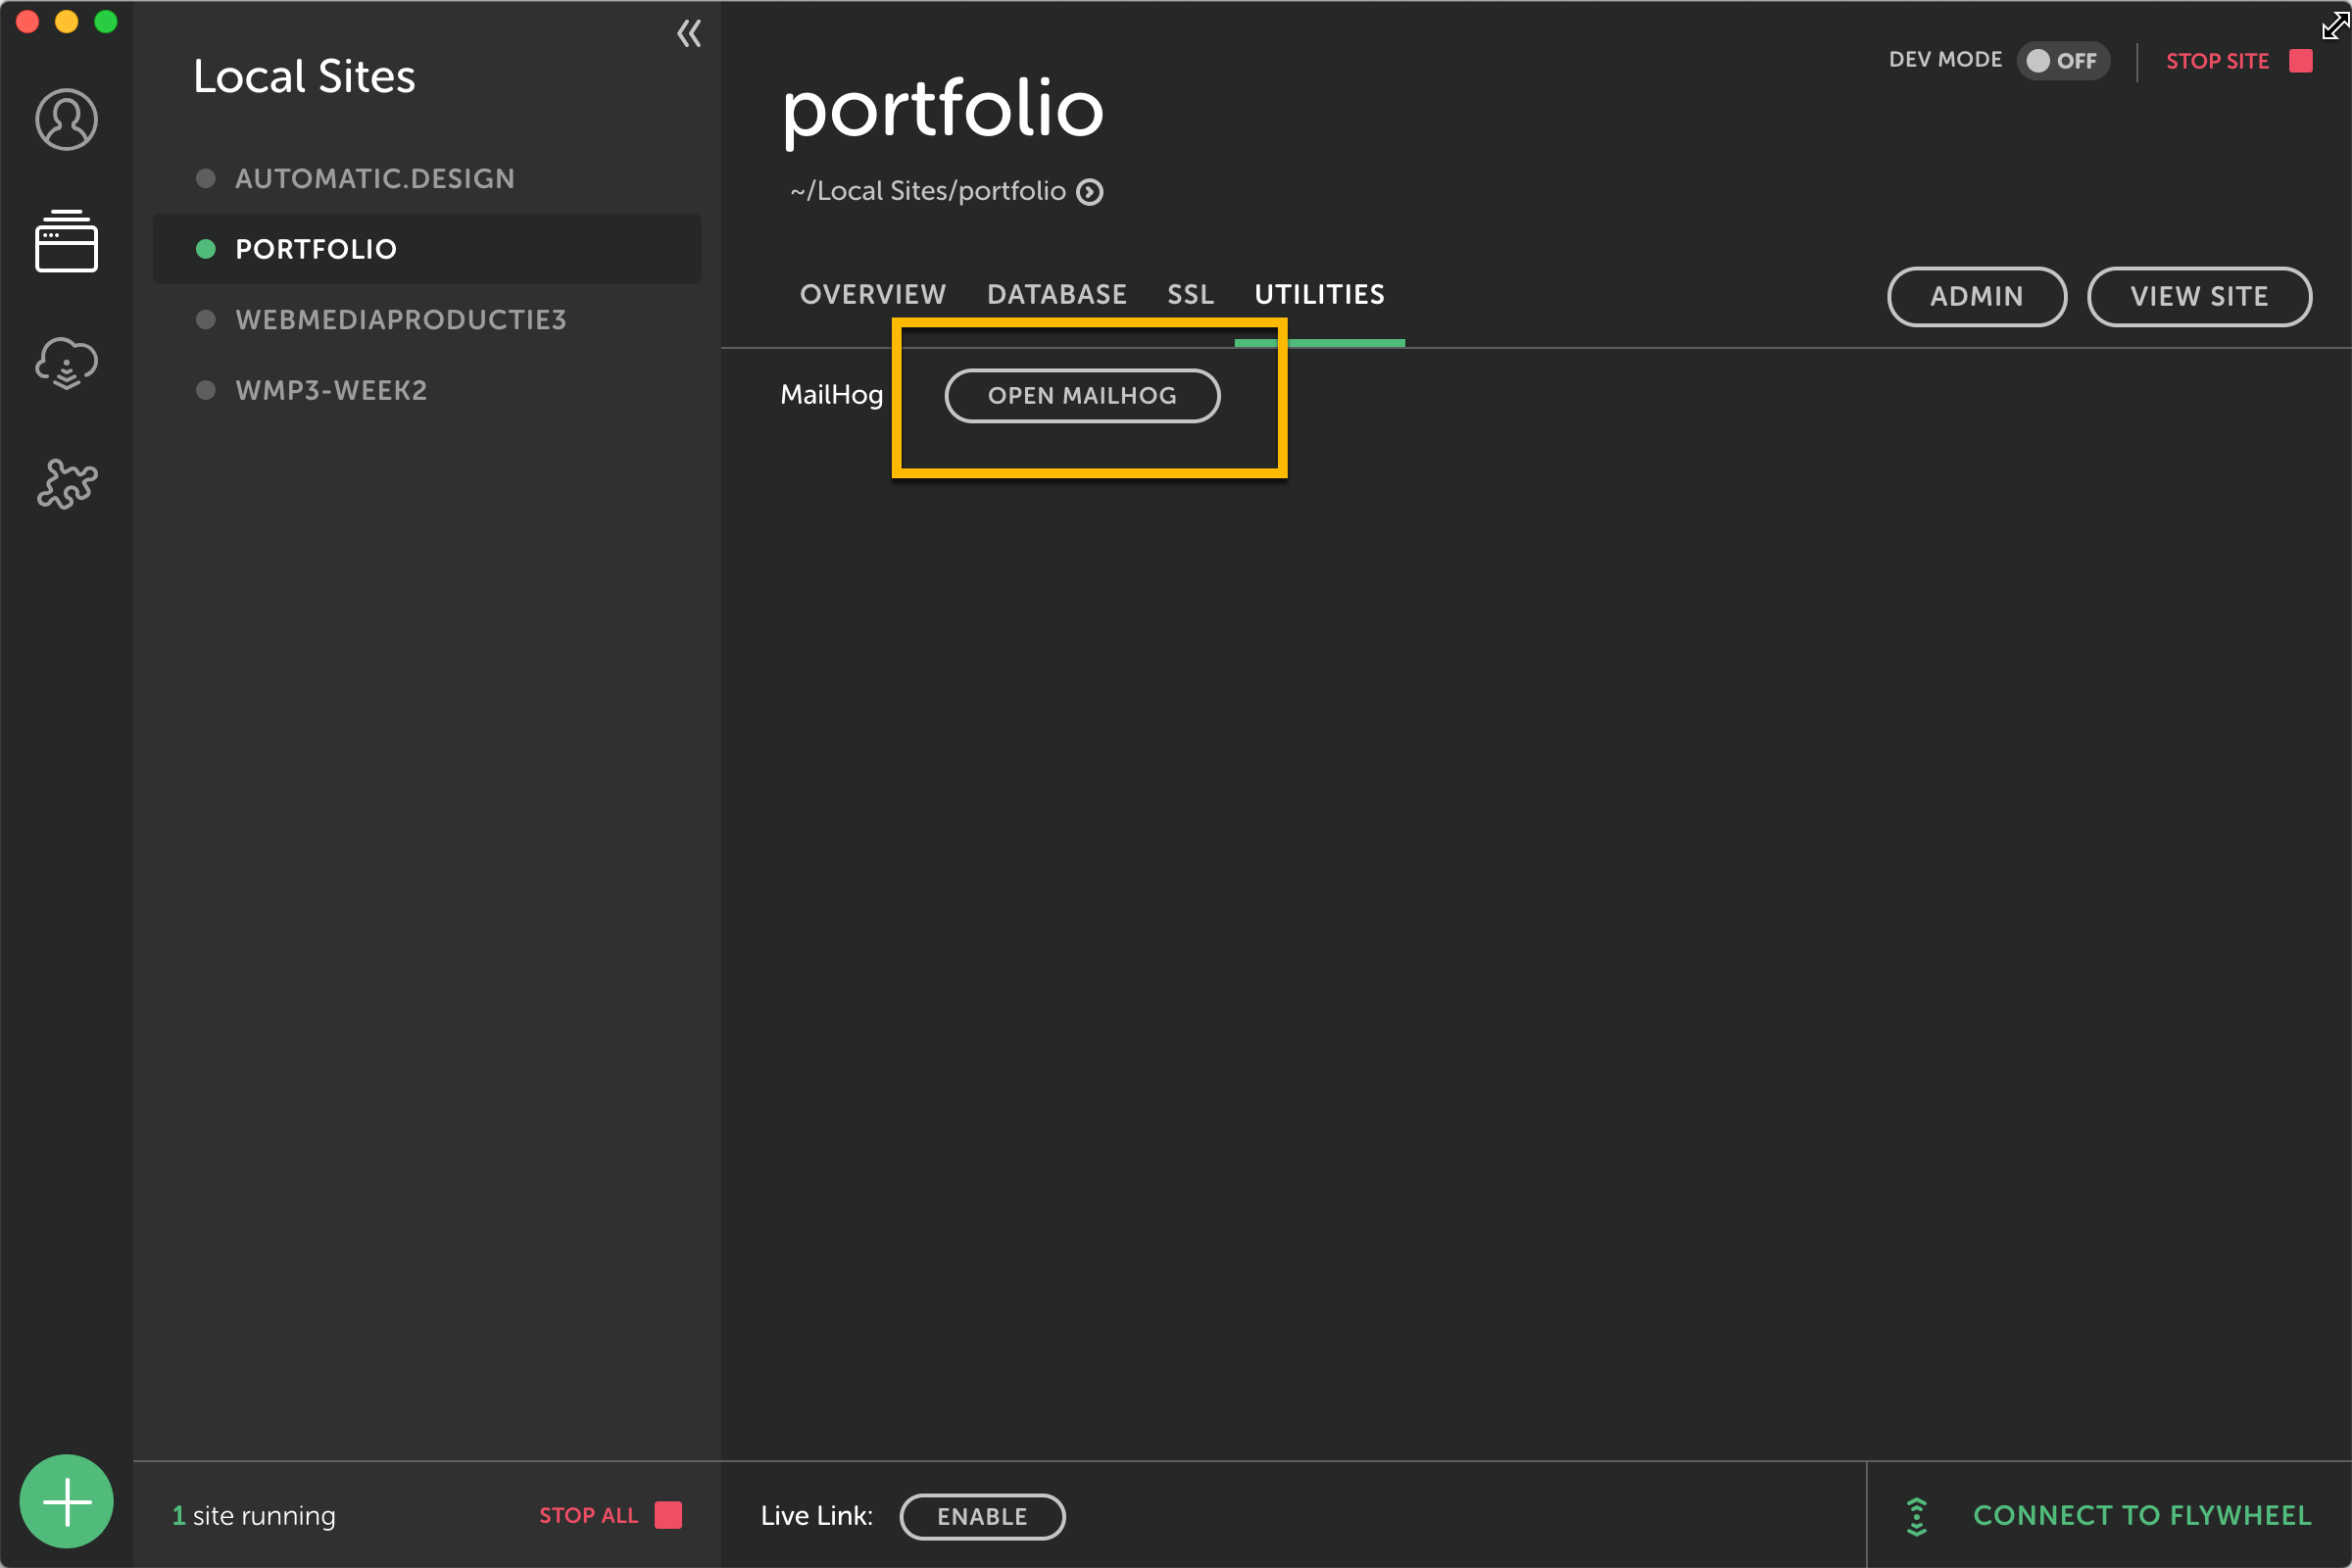 Local Sites
AUTOMATIC.DESIGN
PORTFOLIO
WEBMEDIAPRODUCTIE3
WMP3-WEEK2
1 site running
STOP ALL
DEV MODE OFF STOP SITE
portfolio
~/Local Sites/portfolio
OVERVIEW DATABASE SSL UTILITIES
ADMIN VIEW SITE
MailHog OPEN MAILHOG
Live Link: ENABLE
CONNECT TO FLYWHEEL